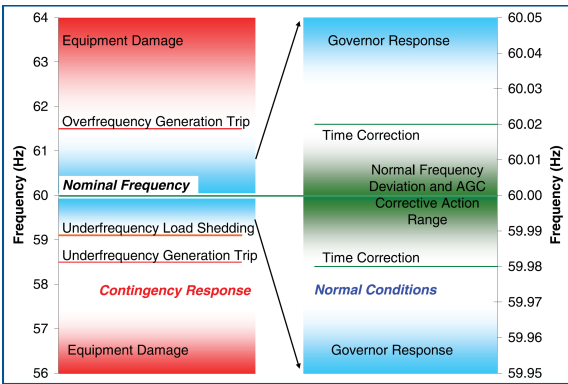 64
63
62
61
60
59
58
57
56
Frequency (Hz)
Equipment Damage
Overfrequency Generation Trip
Nominal Frequency
Underfrequency Load Shedding
Underfrequency Generation Trip
Contingency Response
Equipment Damage
Governor Response
Time Correction
Normal Frequency
Deviation and AGC
Corrective Action
Range
Time Correction
Normal Conditions
Governor Response
60.05
60.04
60.03
60.02
60.01
60.00
59.99
59.98
59.97
59.96
59.95
Frequency (Hz)